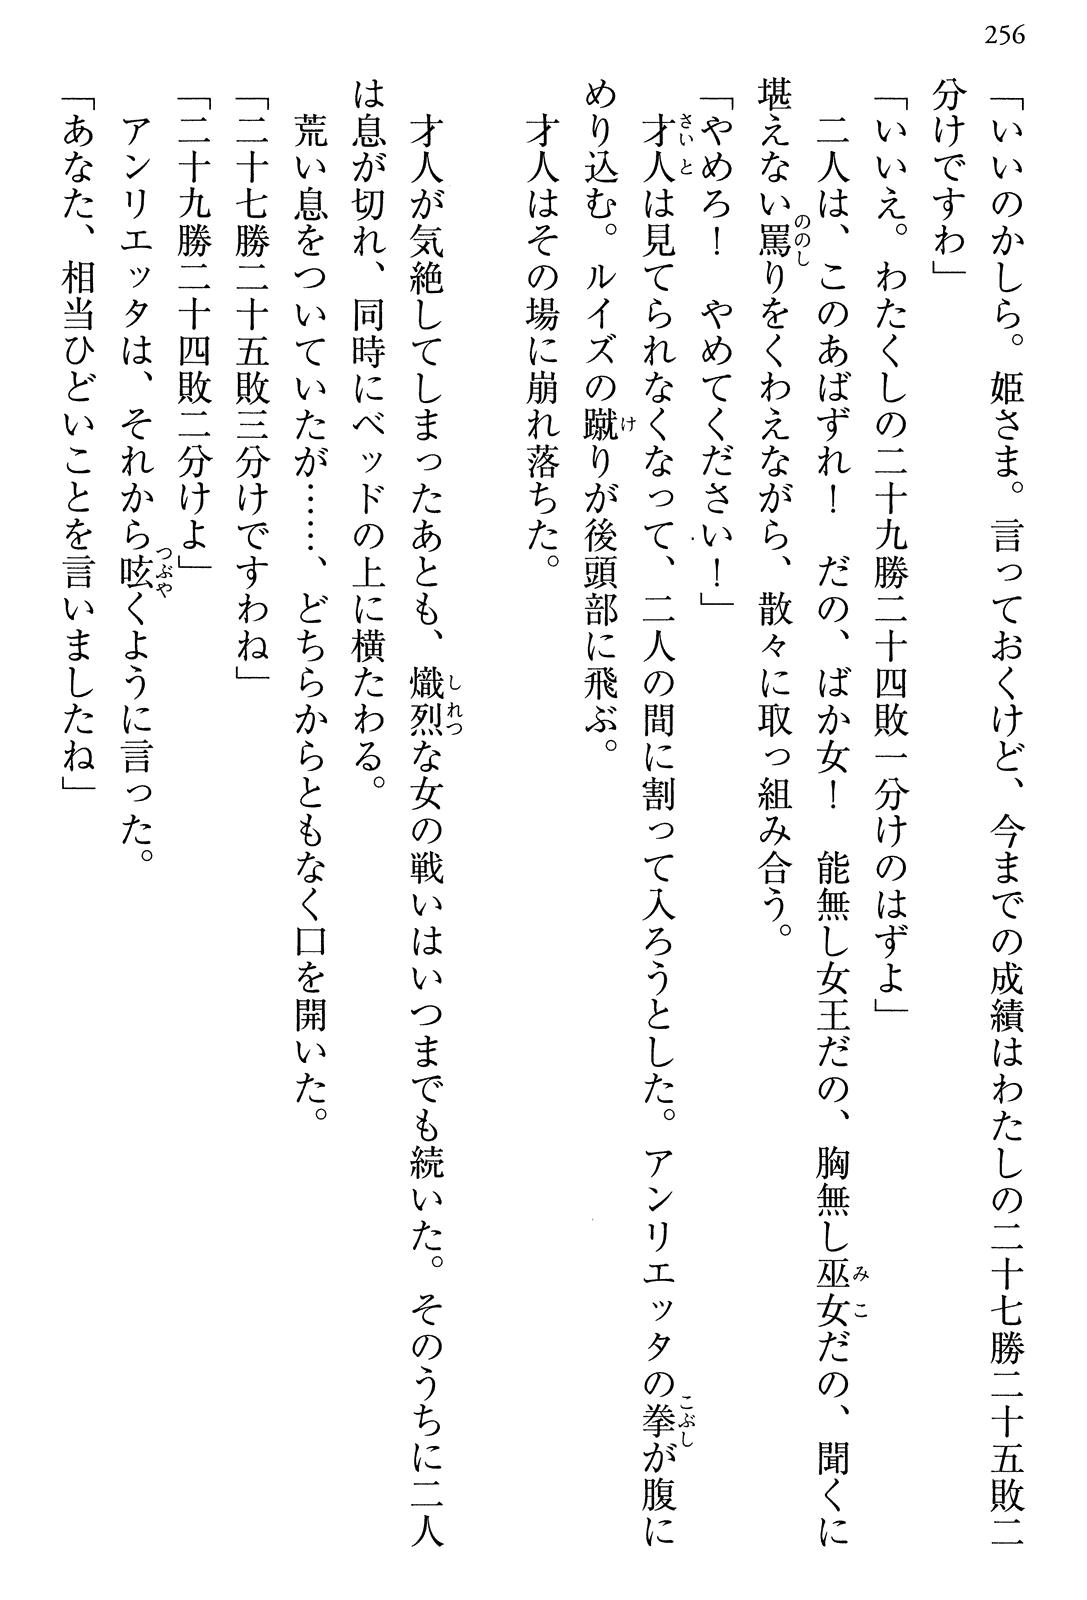 256
「いいのかしら。姫さま。言っておくけど、今までの成績はわたしの二十七勝二十五敗二
分けですわ」
「いいえ。わたくしの二十九勝二十四敗一分けのはずよ」
二人は、このあばずれ！　だの、ばか女！　能無し女王だの、胸無し巫女だの、聞くに
堪えない罵りをくわえながら、散々に取っ組み合う。
「やめろ！　やめてください！」
才人は見てられなくなって、二人の間に割って入ろうとした。アンリエッタの拳が腹に
めり込む。ルイズの蹴りが後頭部に飛ぶ。
才人はその場に崩れ落ちた。
才人が気絶してしまったあとも、熾烈な女の戦いはいつまでも続いた。そのうちに二人
は息が切れ、同時にベッドの上に横たわる。
荒い息をついていたが……、どちらからともなく口を開いた。
「二十七勝二十五敗三分けですわね」
「二十九勝二十四敗二分けよ」
アンリエッタは、それから呟くように言った。
「あなた、相当ひどいことを言いましたね」